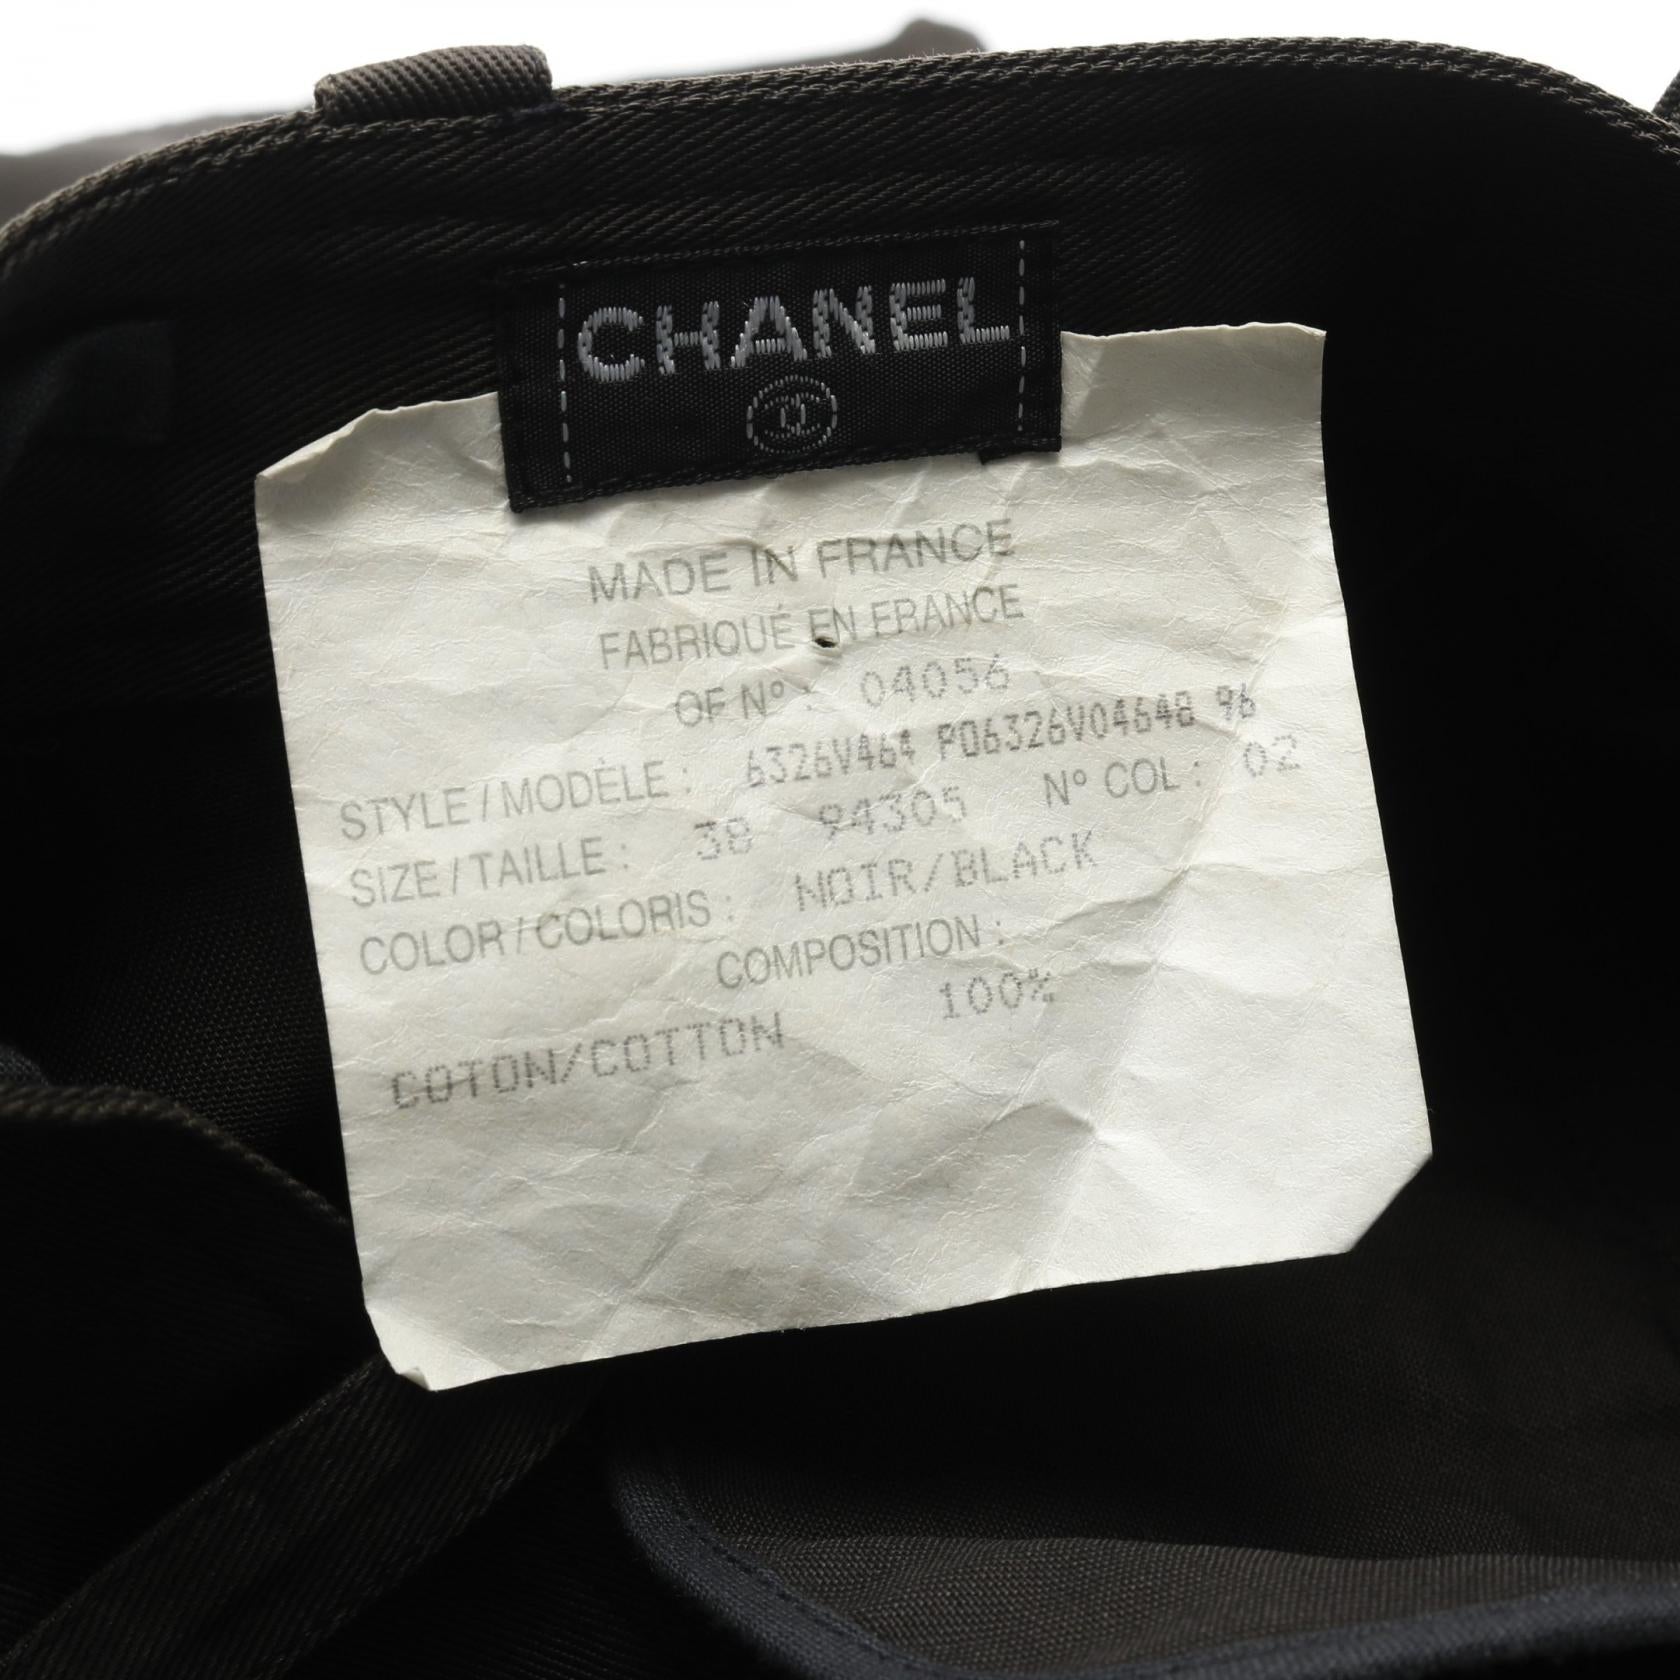 CHANEL
MADE IN FRANCE
FABRIQUÉ EN FRANCE
OF Nº : 04056
STYLE / MODÈLE : 6326V464 P06326V04648 96
SIZE / TAILLE : 38 94305 N° COL : 02
COLOR / COLORIS : NOIR/BLACK
COMPOSITION :
100%
COTON/COTTON